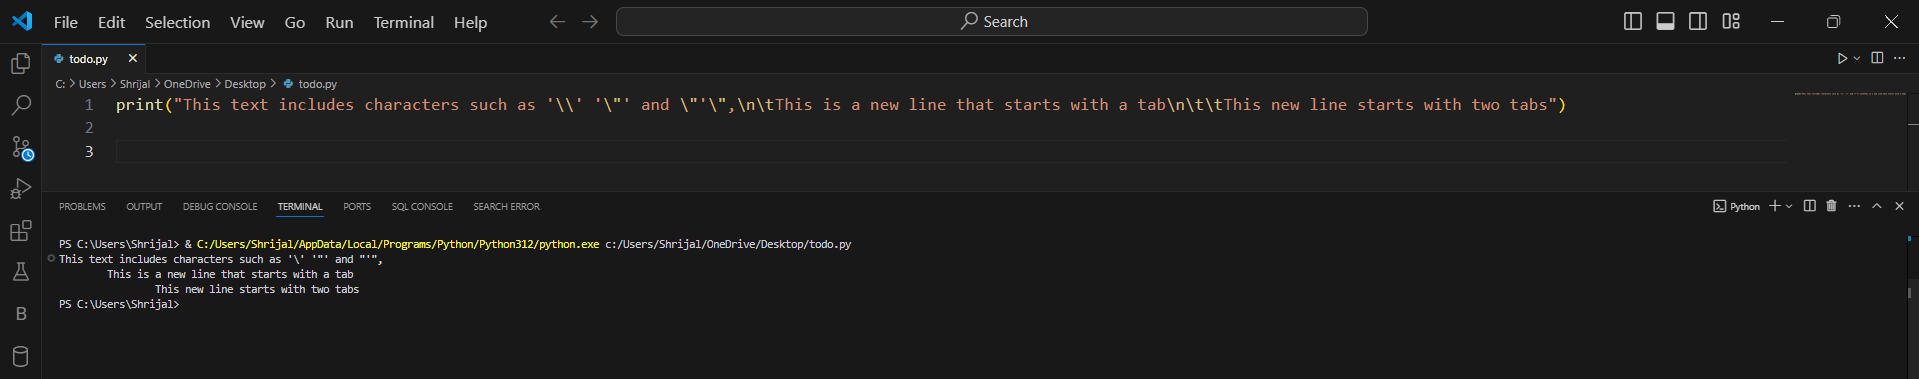 File Edit Selection View Go Run Terminal Help Search
todo.py
C: > Users > Shrijal > OneDrive > Desktop > todo.py
1 print("This text includes characters such as '\\' '\"' and \"'\",\n\tThis is a new line that starts with a tab\n\t\tThis new line starts with two tabs")
2
3
PROBLEMS OUTPUT DEBUG CONSOLE TERMINAL PORTS SQL CONSOLE SEARCH ERROR Python
PS C:\Users\Shrijal> & C:/Users/Shrijal/AppData/Local/Programs/Python/Python312/python.exe c:/Users/Shrijal/OneDrive/Desktop/todo.py
This text includes characters such as '\' '"' and "'",
This is a new line that starts with a tab
This new line starts with two tabs
PS C:\Users\Shrijal>
B